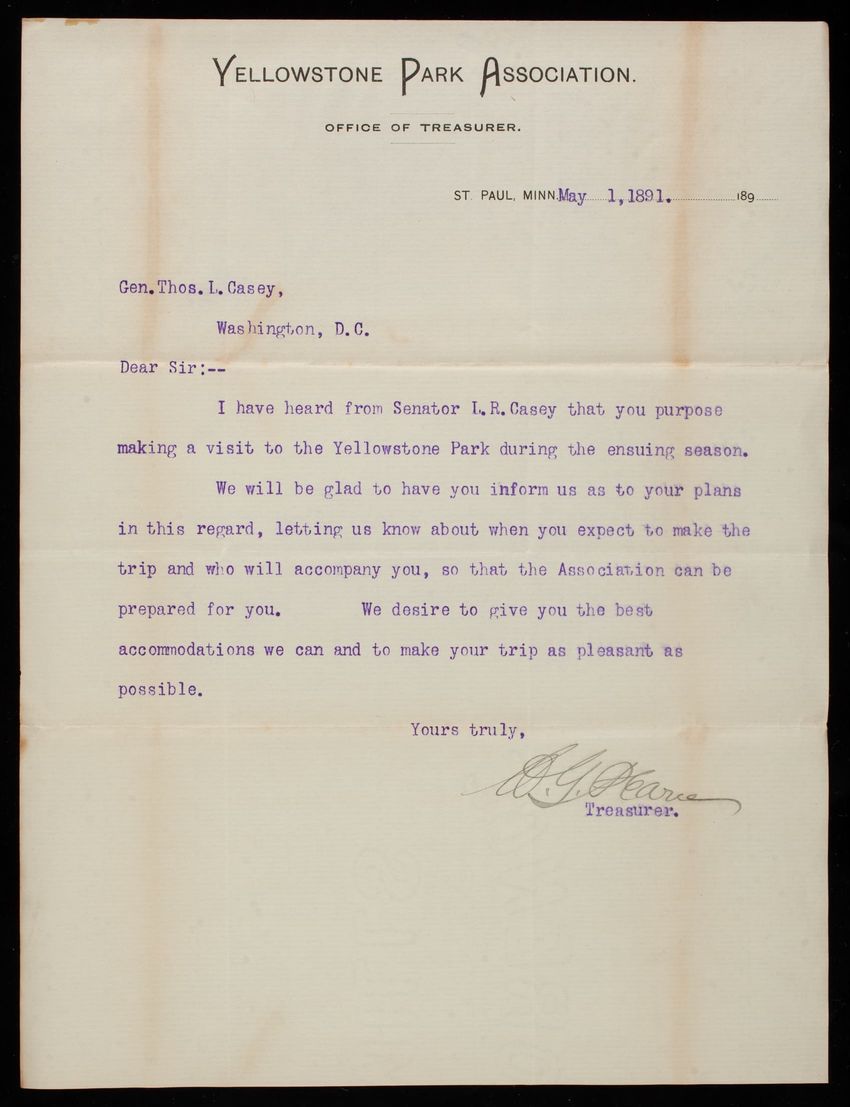 YELLOWSTONE PARK ASSOCIATION.
OFFICE OF TREASURER.
ST. PAUL, MINN. May 1, 1891. 189
Gen. Thos. L. Casey,
Washington, D. C.
Dear Sir:--
I have heard from Senator L. R. Casey that you purpose
making a visit to the Yellowstone Park during the ensuing season.
We will be glad to have you inform us as to your plans
in this regard, letting us know about when you expect to make the
trip and who will accompany you, so that the Association can be
prepared for you. We desire to give you the best
accommodations we can and to make your trip as pleasant as
possible.
Yours truly,
Treasurer.